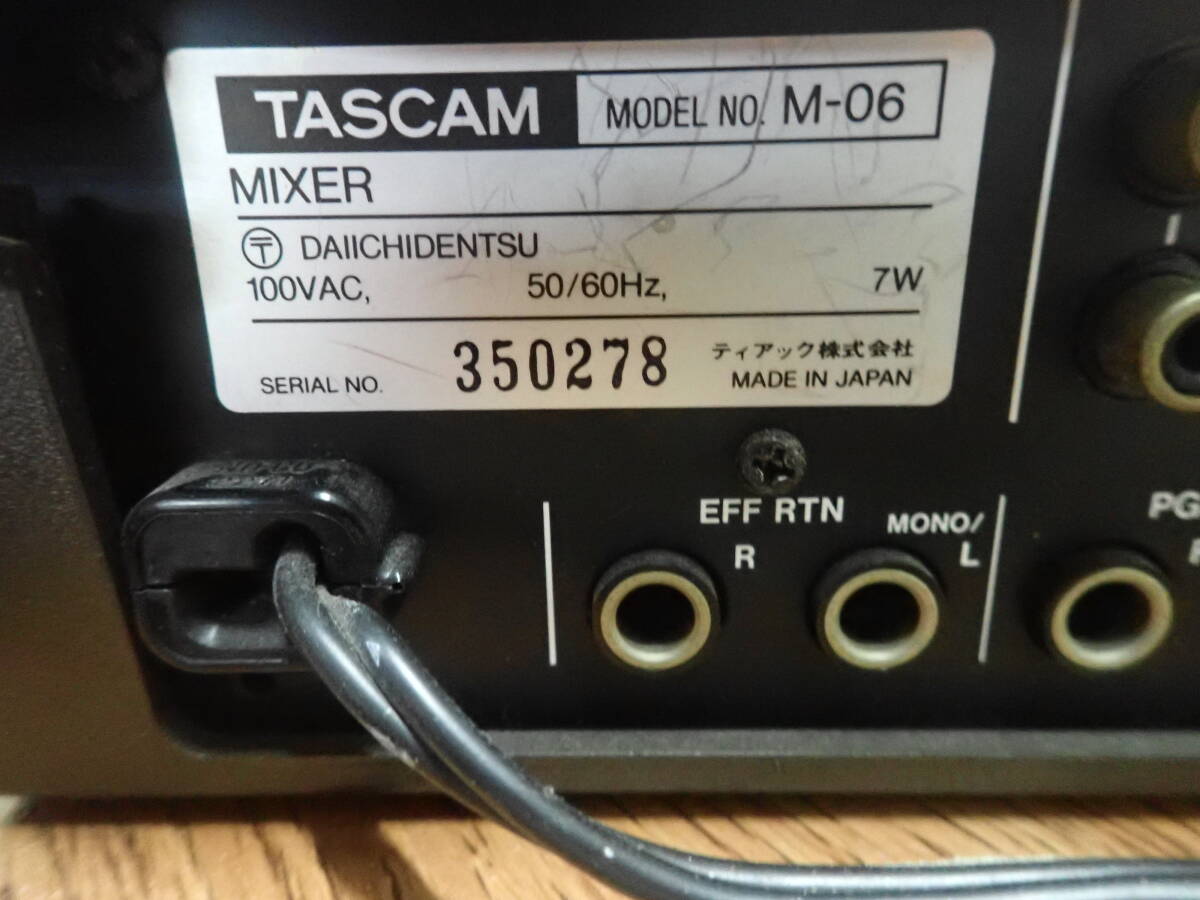 TASCAM MODEL NO. M-06
MIXER
〒 DAIICHIDENTSU
100VAC, 50/60Hz, 7W
SERIAL NO. 350278 ティアック株式会社
MADE IN JAPAN
EFF RTN
R MONO/
L
PG